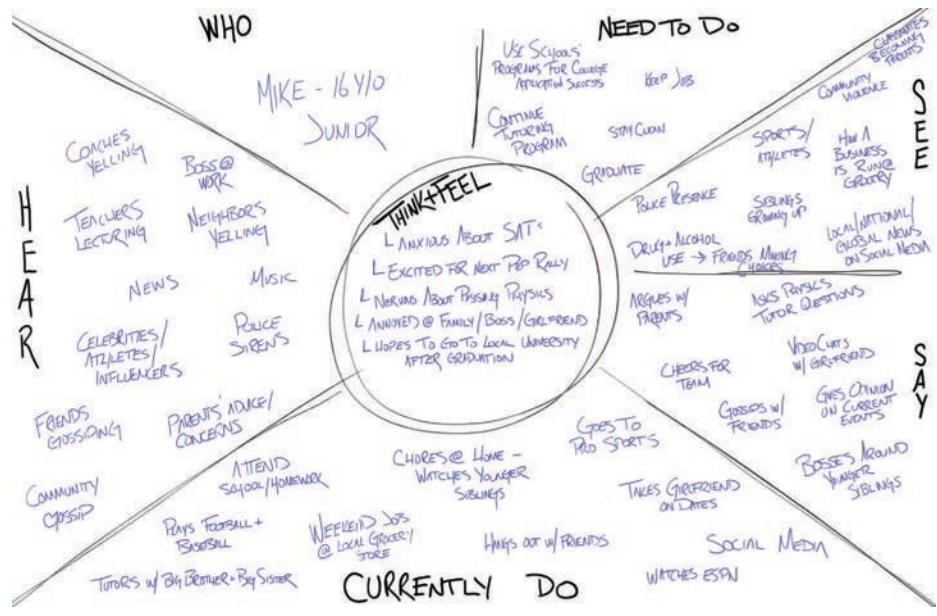 WHO
MIKE - 16 Y/O
JUNIOR
NEED TO DO
USE SCHOOLS'
PROGRAMS FOR COLLEGE
APPLICATION SUCCESS
KEEP JOB
CONTINUE
TUTORING
PROGRAM
STAY CLEAN
GRADUATE
SEE
CLASSMATES
BECOMING
PARENTS
COMMUNITY
VIOLENCE
SPORTS/
ATHLETES
HOW A
BUSINESS
IS RUN@
GROCERY
POLICE PRESENCE
SIBLINGS
GROWING UP
DRUG + ALCOHOL
USE → FRIENDS MAKING
CHOICES
LOCAL/NATIONAL/
GLOBAL NEWS
ON SOCIAL MEDIA
SAY
ARGUES W/
PARENTS
ASKS PHYSICS
TUTOR QUESTIONS
VIDEO CHATS
W/ GIRLFRIEND
CHEERS FOR
TEAM
GOSSIPS W/
FRIENDS
GIVES OPINION
ON CURRENT
EVENTS
BOSSES AROUND
YOUNGER
SIBLINGS
CURRENTLY DO
CHORES @ HOME -
WATCHES YOUNGER
SIBLINGS
GOES TO
PRO SPORTS
ATTEND
SCHOOL/HOMEWORK
TAKES GIRLFRIEND
ON DATES
PLAYS FOOTBALL +
BASEBALL
WEEKEND JOB
@ LOCAL GROCERY
STORE
HANGS OUT W/ FRIENDS
SOCIAL MEDIA
TUTORS W/ BIG BROTHER + BIG SISTER
WATCHES ESPN
HEAR
COACHES
YELLING
BOSS @
WORK
TEACHERS
LECTURING
NEIGHBORS
YELLING
NEWS
MUSIC
CELEBRITIES/
ATHLETES/
INFLUENCERS
POLICE
SIRENS
FRIENDS
GOSSIPING
PARENTS' ADVICE/
CONCERNS
COMMUNITY
GOSSIP
THINK + FEEL
ANXIOUS ABOUT SAT'S
EXCITED FOR NEXT PEP RALLY
NERVOUS ABOUT PASSING PHYSICS
ANNOYED @ FAMILY/BOSS/GIRLFRIEND
HOPES TO GO TO LOCAL UNIVERSITY
AFTER GRADUATION